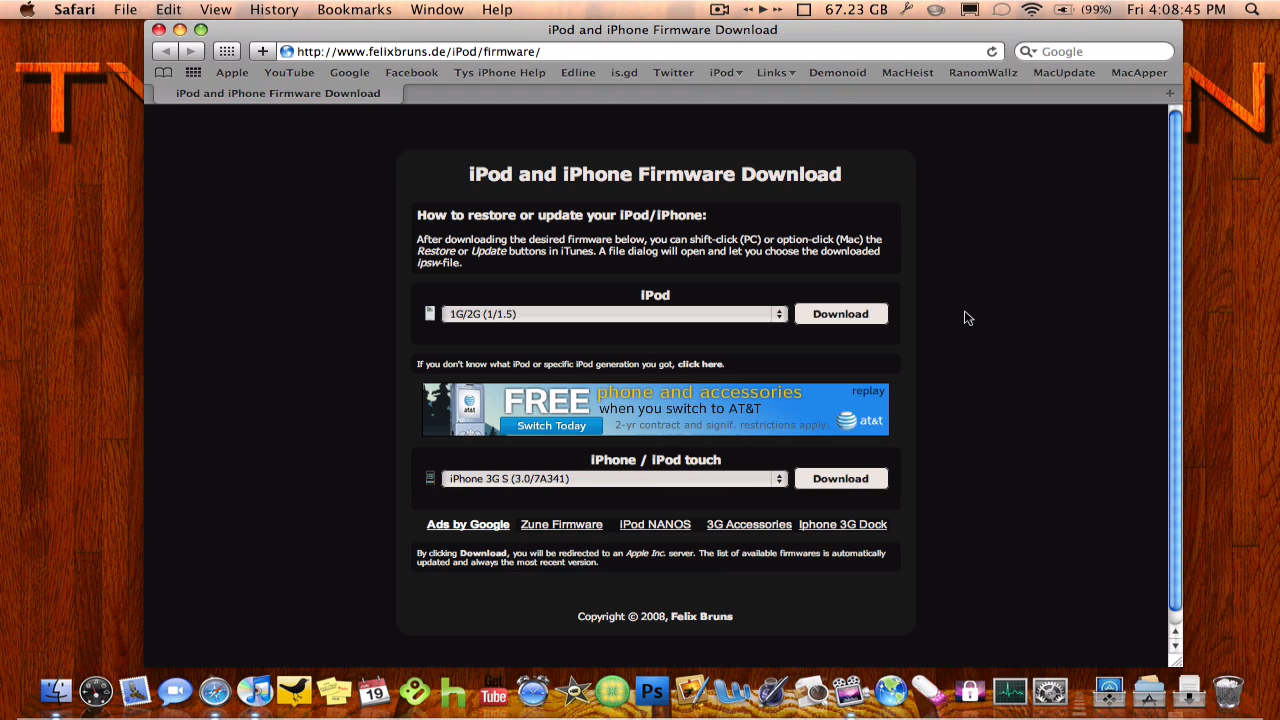 Safari File Edit View History Bookmarks Window Help 67.23 GB (99%) Fri 4:08:45 PM
iPod and iPhone Firmware Download
http://www.felixbruns.de/iPod/firmware/ Google
Apple YouTube Google Facebook Tys iPhone Help Edline is.gd Twitter iPod Links Demonoid MacHeist RanomWallz MacUpdate MacApper
iPod and iPhone Firmware Download
TY N
iPod and iPhone Firmware Download
How to restore or update your iPod/iPhone:
After downloading the desired firmware below, you can shift-click (PC) or option-click (Mac) the
Restore or Update buttons in iTunes. A file dialog will open and let you choose the downloaded
ipsw-file.
iPod
1G/2G (1/1.5) Download
If you don't know what iPod or specific iPod generation you got, click here.
at&t FREE phone and accessories replay
when you switch to AT&T
Switch Today 2-yr contract and signif. restrictions apply. at&t
iPhone / iPod touch
iPhone 3G S (3.0/7A341) Download
Ads by Google Zune Firmware IPod NANOS 3G Accessories Iphone 3G Dock
By clicking Download, you will be redirected to an Apple Inc. server. The list of available firmwares is automatically
updated and always the most recent version.
Copyright © 2008, Felix Bruns
19 h Get Tube Ps